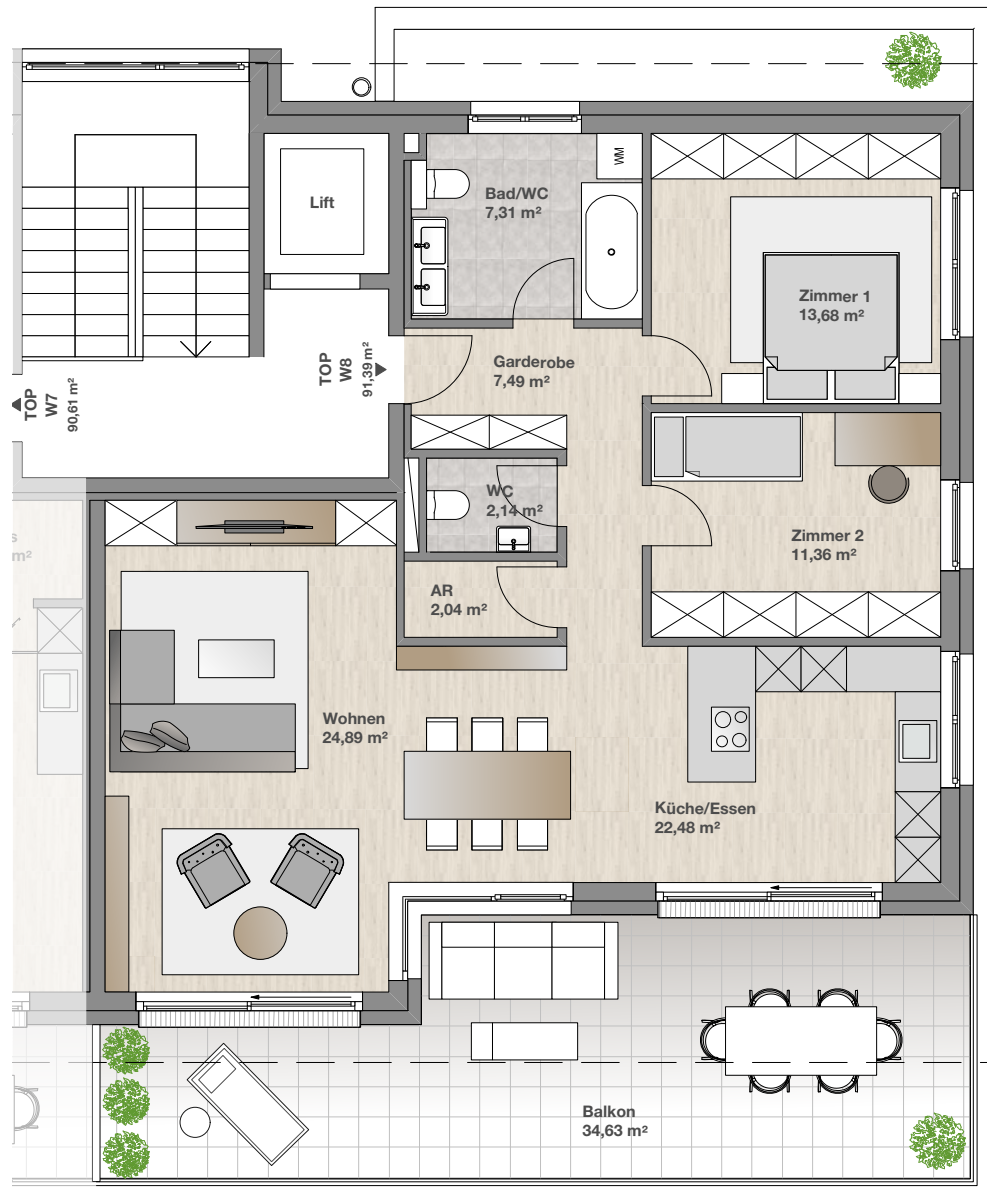 WM
Bad/WC
7,31 m²
Lift
Zimmer 1
13,68 m²
TOP
W8
91,39 m²
Garderobe
7,49 m²
TOP
W7
90,61 m²
WC
2,14 m²
Zimmer 2
11,36 m²
s
m²
AR
2,04 m²
Wohnen
24,89 m²
Küche/Essen
22,48 m²
Balkon
34,63 m²